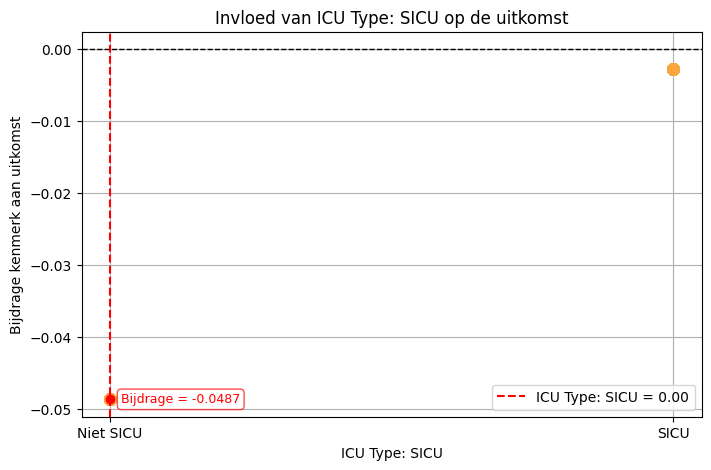 Invloed van ICU Type: SICU op de uitkomst
Bijdrage kenmerk aan uitkomst
0.00
−0.01
−0.02
−0.03
−0.04
−0.05
Bijdrage = -0.0487
ICU Type: SICU = 0.00
Niet SICU
SICU
ICU Type: SICU